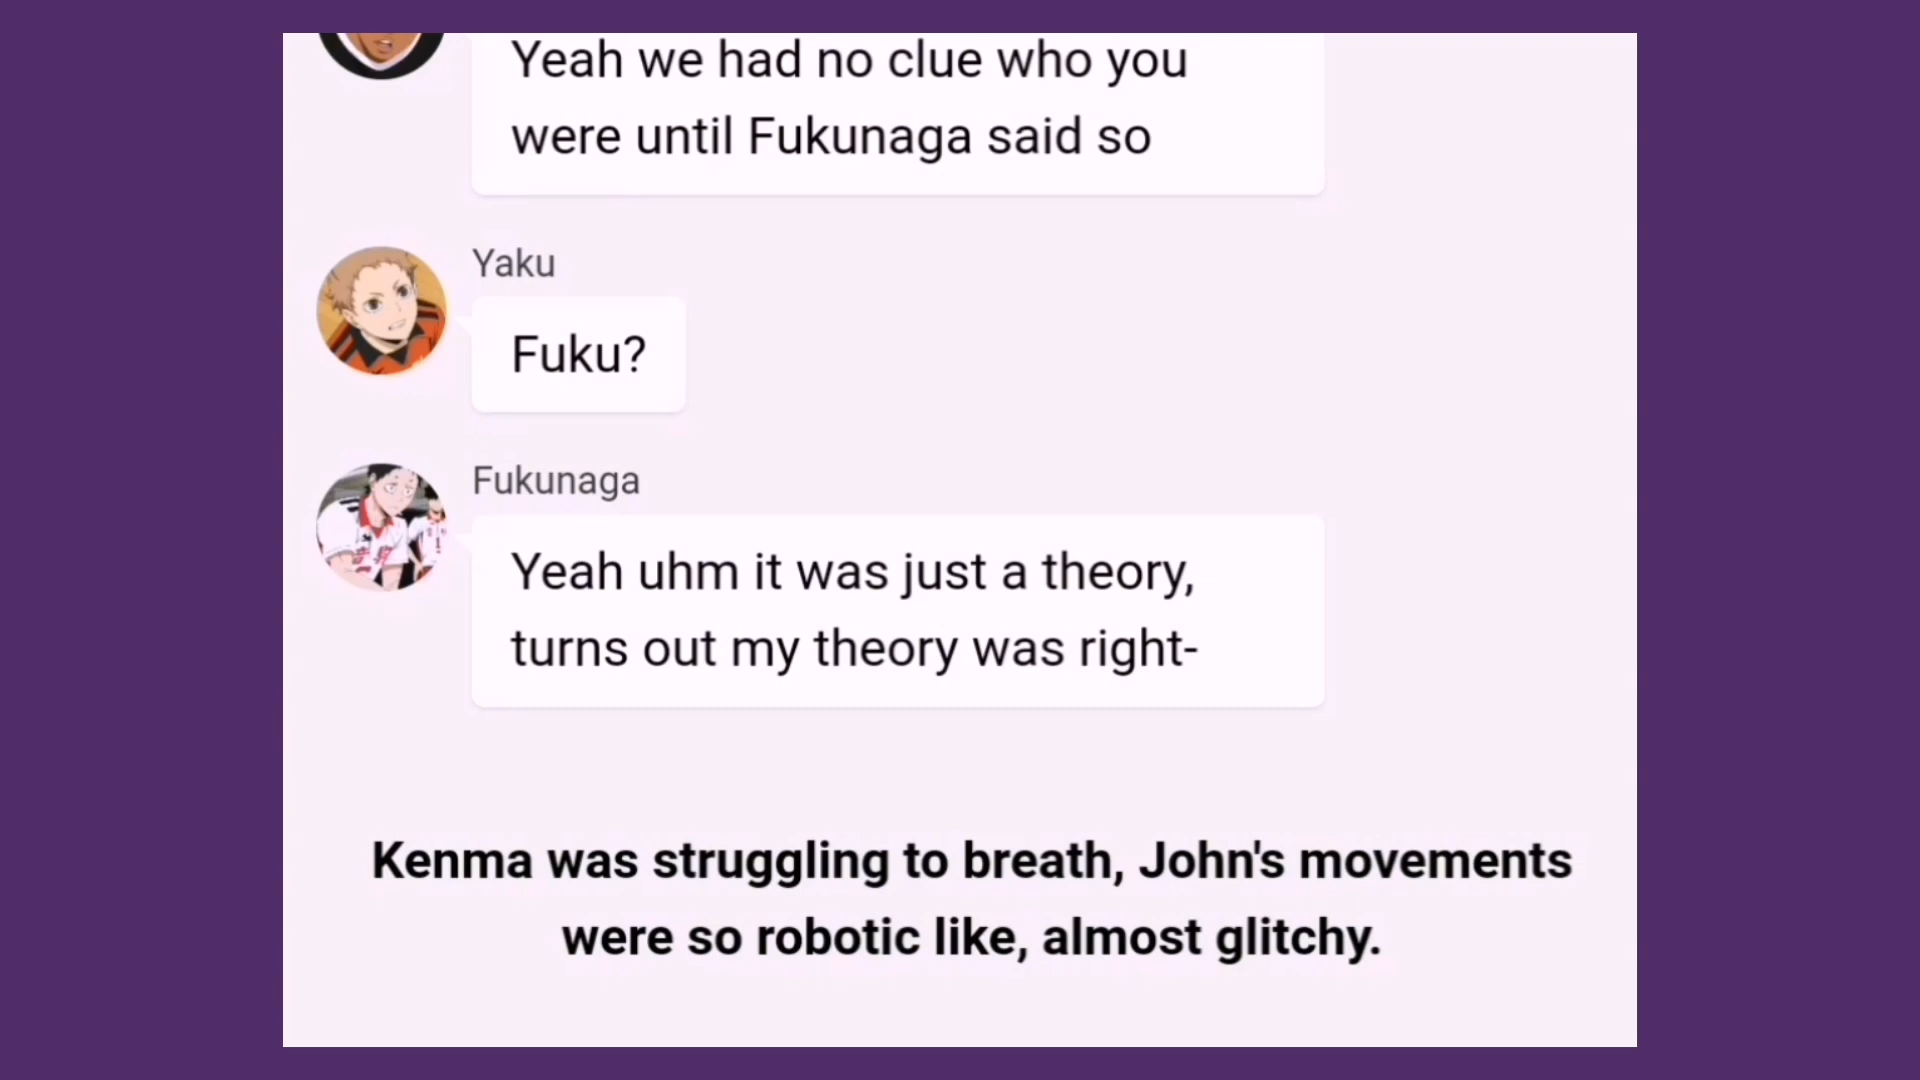 Yeah we had no clue who you
were until Fukunaga said so
Yaku
Fuku?
Fukunaga
Yeah uhm it was just a theory,
turns out my theory was right-
Kenma was struggling to breath, John's movements
were so robotic like, almost glitchy.